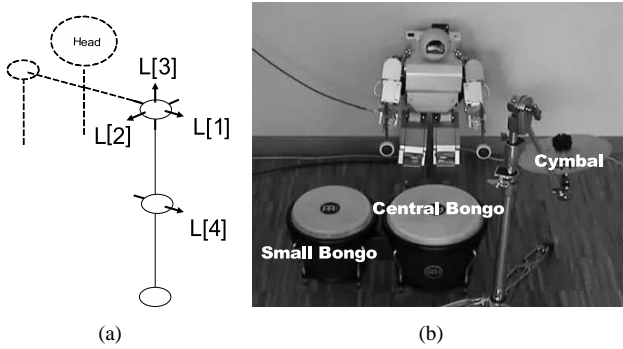 Head
L[3]
L[2]
L[1]
L[4]
Cymbal
Central Bongo
Small Bongo
(a)
(b)